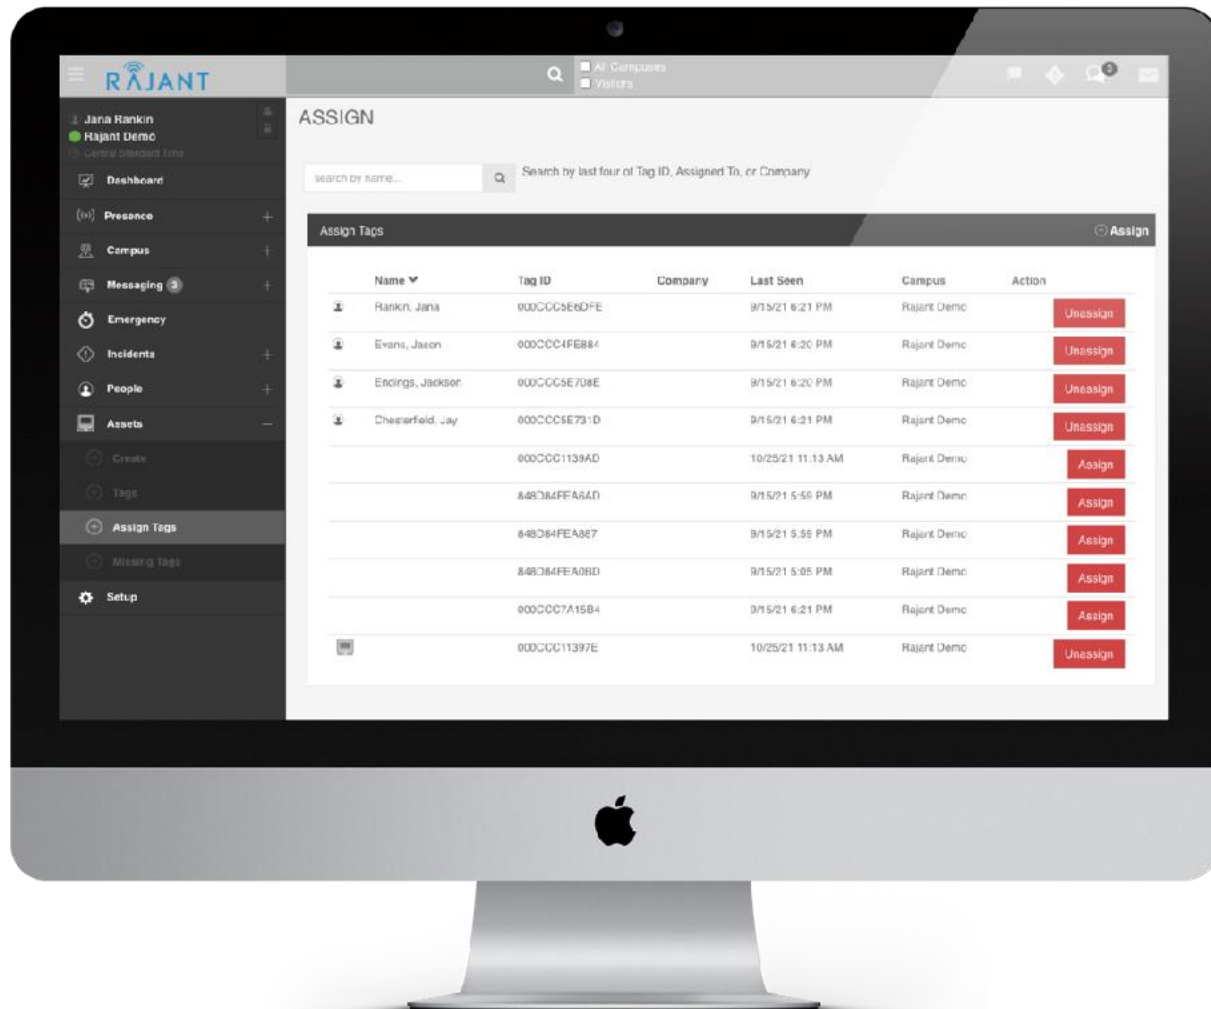 RAJANT
All Campuses
Visitors
3
Jana Rankin
Rajant Demo
Central Standard Time
Dashboard
Presence
Campus
Messaging 3
Emergency
Incidents
People
Assets
Create
Tags
Assign Tags
Missing Tags
Setup
ASSIGN
search by name...
Search by last four of Tag ID, Assigned To, or Company
Assign Tags Assign
Name Tag ID Company Last Seen Campus Action
Rankin, Jana 000CCC5E6DFE 9/15/21 6:21 PM Rajant Demo Unassign
Evans, Jason 000CCC4FE884 9/15/21 6:20 PM Rajant Demo Unassign
Endings, Jackson 000CCC5E708E 9/15/21 6:20 PM Rajant Demo Unassign
Chesterfield, Jay 000CCC5E731D 9/15/21 6:21 PM Rajant Demo Unassign
000CCC1139AD 10/25/21 11:13 AM Rajant Demo Assign
848D84FEA6AD 9/15/21 5:59 PM Rajant Demo Assign
848D84FEA887 9/15/21 5:59 PM Rajant Demo Assign
848D84FEA0BD 9/15/21 5:05 PM Rajant Demo Assign
000CCC7A15B4 9/15/21 6:21 PM Rajant Demo Assign
000CCC11397E 10/25/21 11:13 AM Rajant Demo Unassign